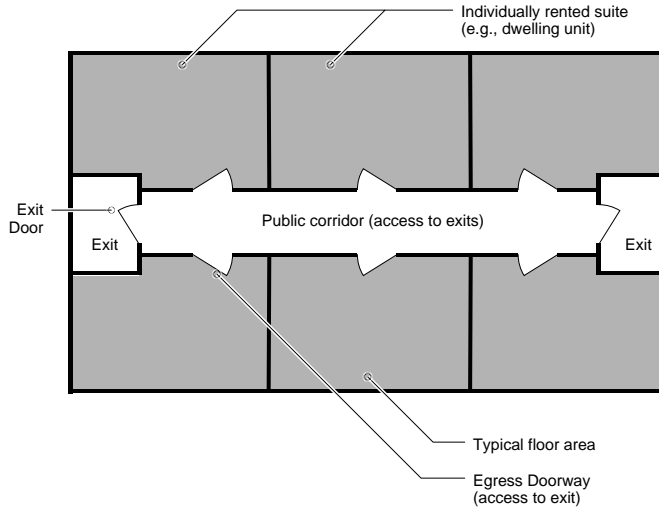 Individually rented suite
(e.g., dwelling unit)
Exit
Door
Public corridor (access to exits)
Exit
Exit
Typical floor area
Egress Doorway
(access to exit)